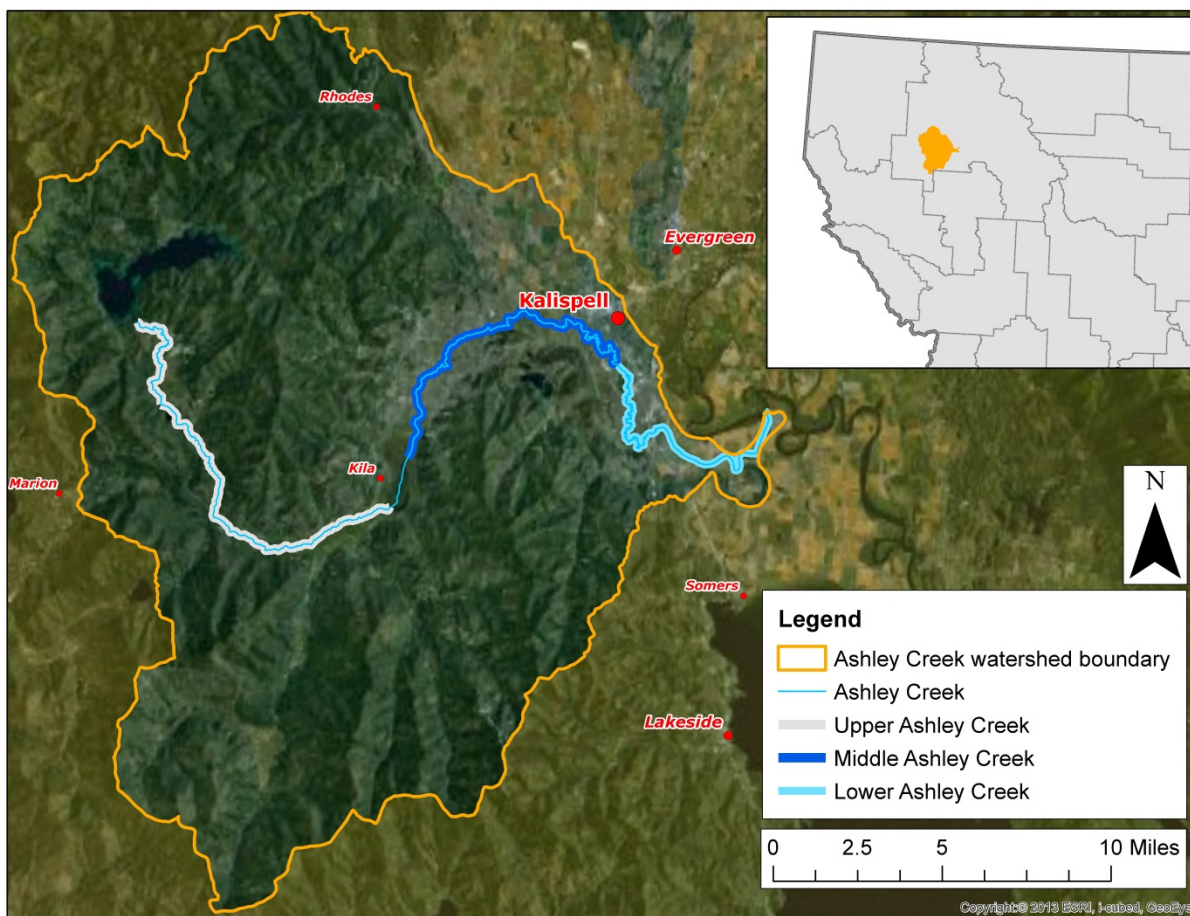 Rhodes
Evergreen
Kalispell
Kila
Marion
N
Somers
Lakeside
Legend
Ashley Creek watershed boundary
Ashley Creek
Upper Ashley Creek
Middle Ashley Creek
Lower Ashley Creek
0 2.5 5 10 Miles
Copyright:© 2013 ESRI, i-cubed, GeoEye